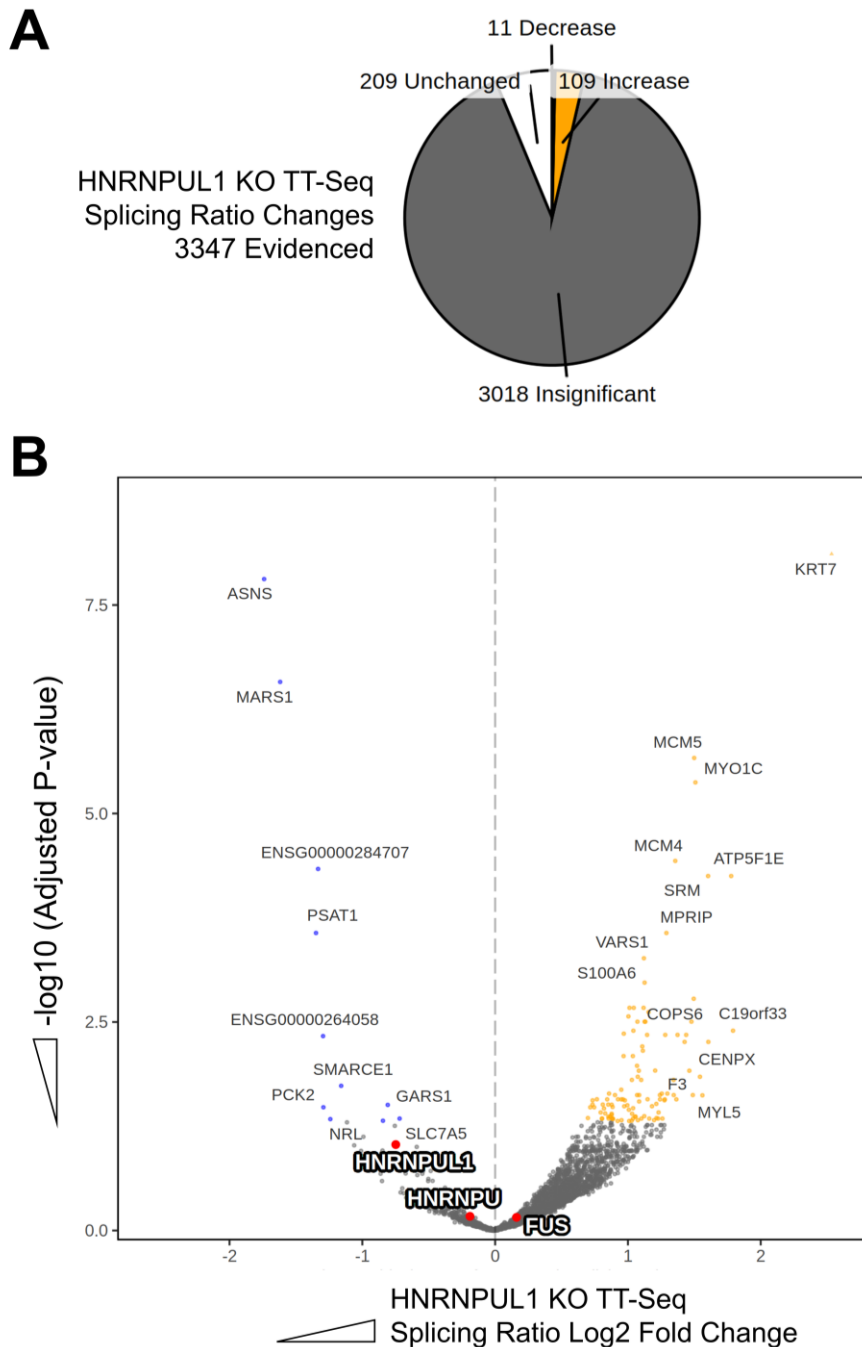 A
11 Decrease
209 Unchanged
109 Increase
HNRNPUL1 KO TT-Seq
Splicing Ratio Changes
3347 Evidenced
3018 Insignificant
B
KRT7
7.5
ASNS
MARS1
MCM5
MYO1C
5.0
MCM4
ATP5F1E
ENSG00000284707
SRM
PSAT1
MPRIP
VARS1
S100A6
2.5
ENSG00000264058
COPS6
C19orf33
SMARCE1
CENPX
PCK2
GARS1
F3
MYL5
NRL
SLC7A5
HNRNPUL1
HNRNPU
FUS
0.0
-2
-1
0
1
2
-log10 (Adjusted P-value)
HNRNPUL1 KO TT-Seq
Splicing Ratio Log2 Fold Change